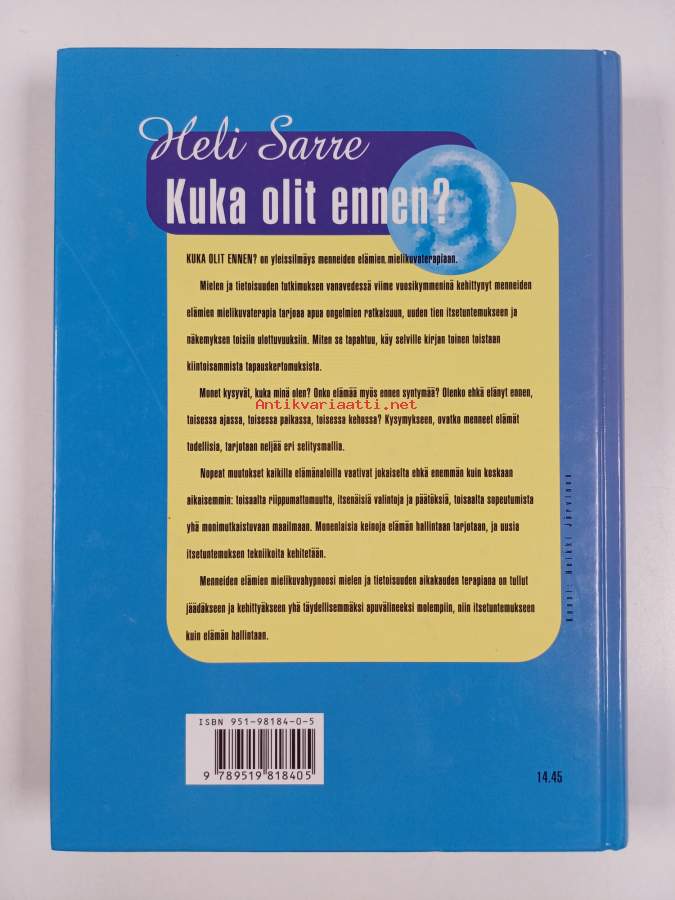 Heli Sarre
Kuka olit ennen?
KUKA OLIT ENNEN? on yleissilmäys menneiden elämien mielikuvaterapiaan.
Mielen ja tietoisuuden tutkimuksen vanavedessä viime vuosikymmeninä kehittynyt menneiden
elämien mielikuvaterapia tarjoaa apua ongelmien ratkaisuun, uuden tien itsetuntemukseen ja
näkemyksen toisiin ulottuvuuksiin. Miten se tapahtuu, käy selville kirjan toinen toistaan
kiintoisammista tapauskertomuksista.
Monet kysyvät, kuka minä olen? Onko elämää myös ennen syntymää? Olenko ehkä elänyt ennen,
Antikvariaatti.net
toisessa ajassa, toisessa paikassa, toisessa kehossa? Kysymykseen, ovatko menneet elämät
todellisia, tarjotaan neljää eri selitysmallia.
Nopeat muutokset kaikilla elämänaloilla vaativat jokaiselta ehkä enemmän kuin koskaan
aikaisemmin: toisaalta riippumattomuutta, itsenäisiä valintoja ja päätöksiä, toisaalta sopeutumista
yhä monimutkaistuvaan maailmaan. Monenlaisia keinoja elämän hallintaan tarjotaan, ja uusia
itsetuntemuksen tekniikoita kehitetään.
Menneiden elämien mielikuvahypnoosi mielen ja tietoisuuden aikakauden terapiana on tullut
jäädäkseen ja kehittyäkseen yhä täydellisemmäksi apuvälineeksi molempiin, niin itsetuntemukseen
kuin elämän hallintaan.
Kansi: Heikki Järvinen
ISBN 951-98184-0-5
9 789519 818405
14.45